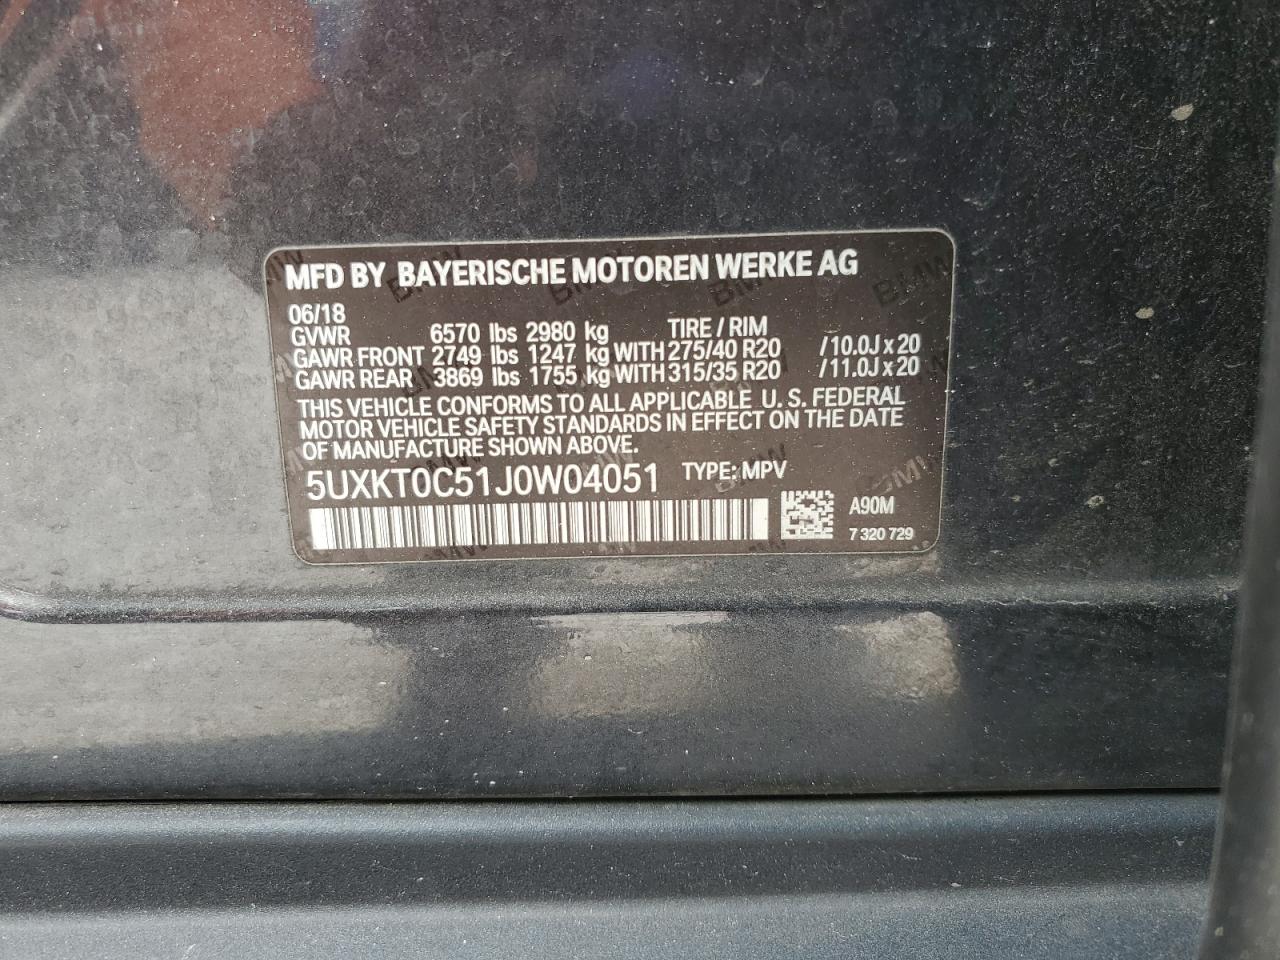 MFD BY BAYERISCHE MOTOREN WERKE AG
06/18
GVWR 6570 lbs 2980 kg TIRE / RIM
GAWR FRONT 2749 lbs 1247 kg WITH 275/40 R20 /10.0J x 20
GAWR REAR 3869 lbs 1755 kg WITH 315/35 R20 /11.0J x 20
THIS VEHICLE CONFORMS TO ALL APPLICABLE U. S. FEDERAL
MOTOR VEHICLE SAFETY STANDARDS IN EFFECT ON THE DATE
OF MANUFACTURE SHOWN ABOVE.
5UXKT0C51J0W04051 TYPE: MPV
A90M
7 320 729